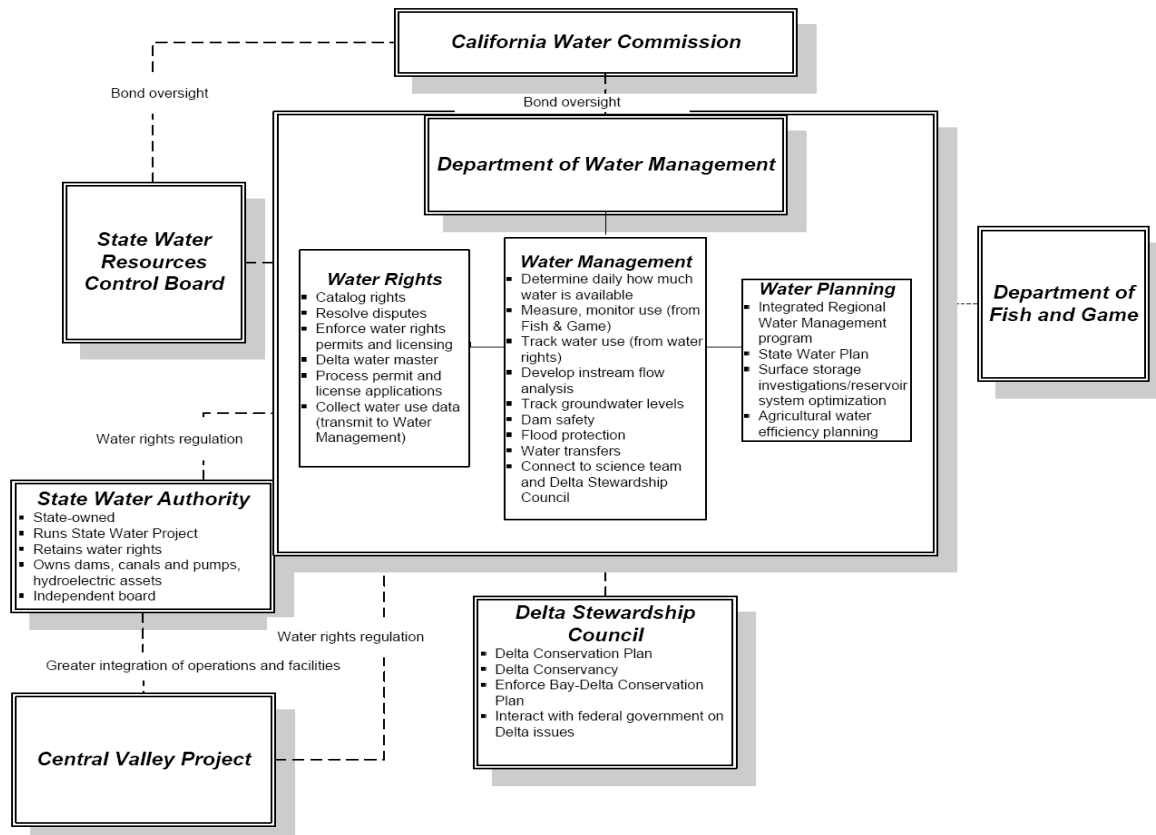 California Water Commission
Bond oversight
Bond oversight
Department of Water Management
State Water
Resources
Control Board
Department of
Fish and Game
Water Rights
▪ Catalog rights
▪ Resolve disputes
▪ Enforce water rights
permits and licensing
▪ Delta water master
▪ Process permit and
license applications
▪ Collect water use data
(transmit to Water
Management)
Water Management
▪ Determine daily how much
water is available
▪ Measure, monitor use (from
Fish & Game)
▪ Track water use (from water
rights)
▪ Develop instream flow
analysis
▪ Track groundwater levels
▪ Dam safety
▪ Flood protection
▪ Water transfers
▪ Connect to science team
and Delta Stewardship
Council
Water Planning
▪ Integrated Regional
Water Management
program
▪ State Water Plan
▪ Surface storage
investigations/reservoir
system optimization
▪ Agricultural water
efficiency planning
Water rights regulation
State Water Authority
▪ State-owned
▪ Runs State Water Project
▪ Retains water rights
▪ Owns dams, canals and pumps,
hydroelectric assets
▪ Independent board
Water rights regulation
Greater integration of operations and facilities
Delta Stewardship
Council
▪ Delta Conservation Plan
▪ Delta Conservancy
▪ Enforce Bay-Delta Conservation
Plan
▪ Interact with federal government on
Delta issues
Central Valley Project